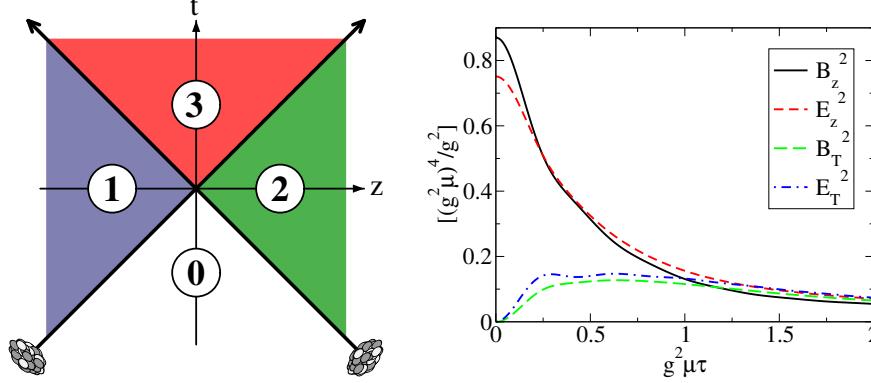 t
3
1
2
z
0
[(g²μ)⁴/g²]
0.8
0.6
0.4
0.2
0
B_z²
E_z²
B_T²
E_T²
0 0.5 1 1.5 2
g²μτ